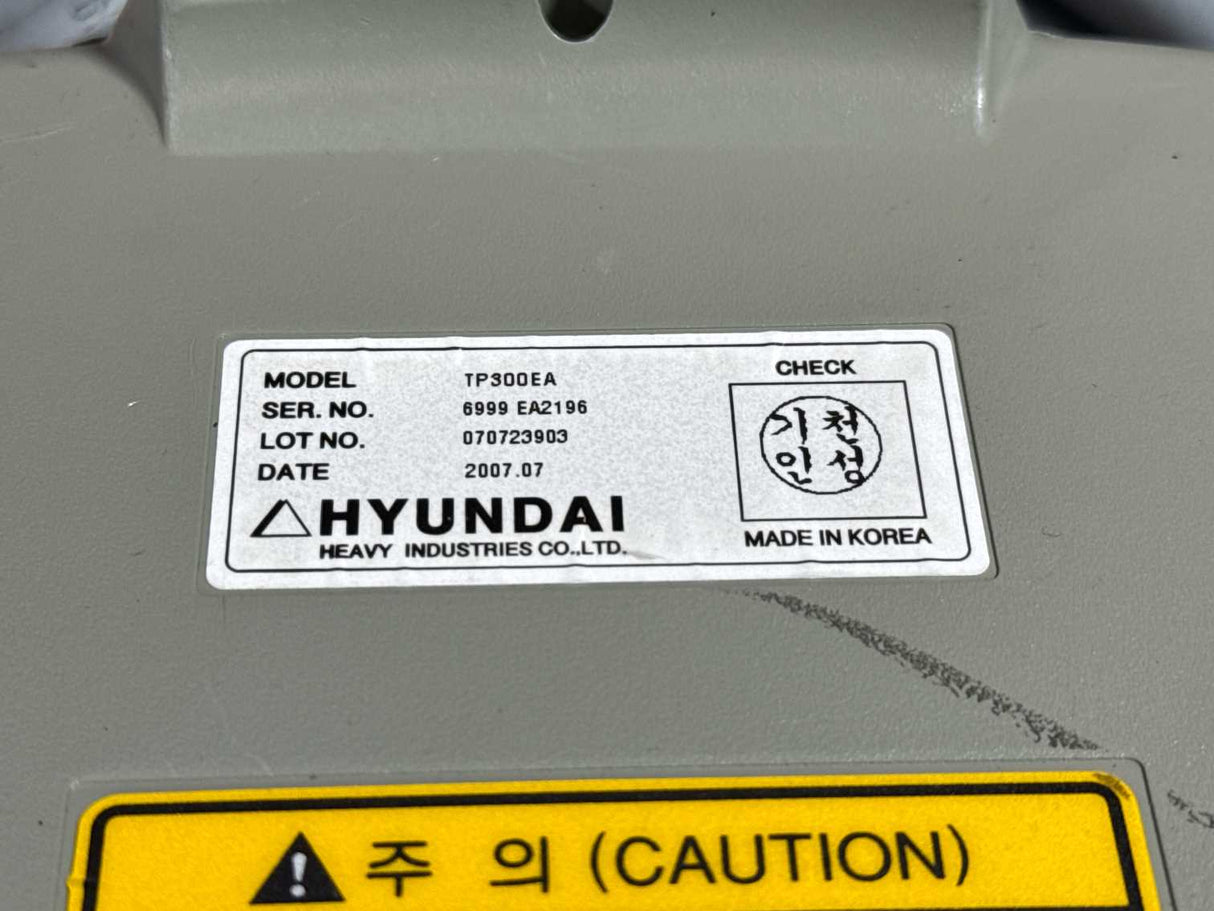 MODEL TP300EA
SER. NO. 6999 EA2196
LOT NO. 070723903
DATE 2007.07
HYUNDAI
HEAVY INDUSTRIES CO.,LTD.
CHECK
기천
인성
MADE IN KOREA
주 의 (CAUTION)